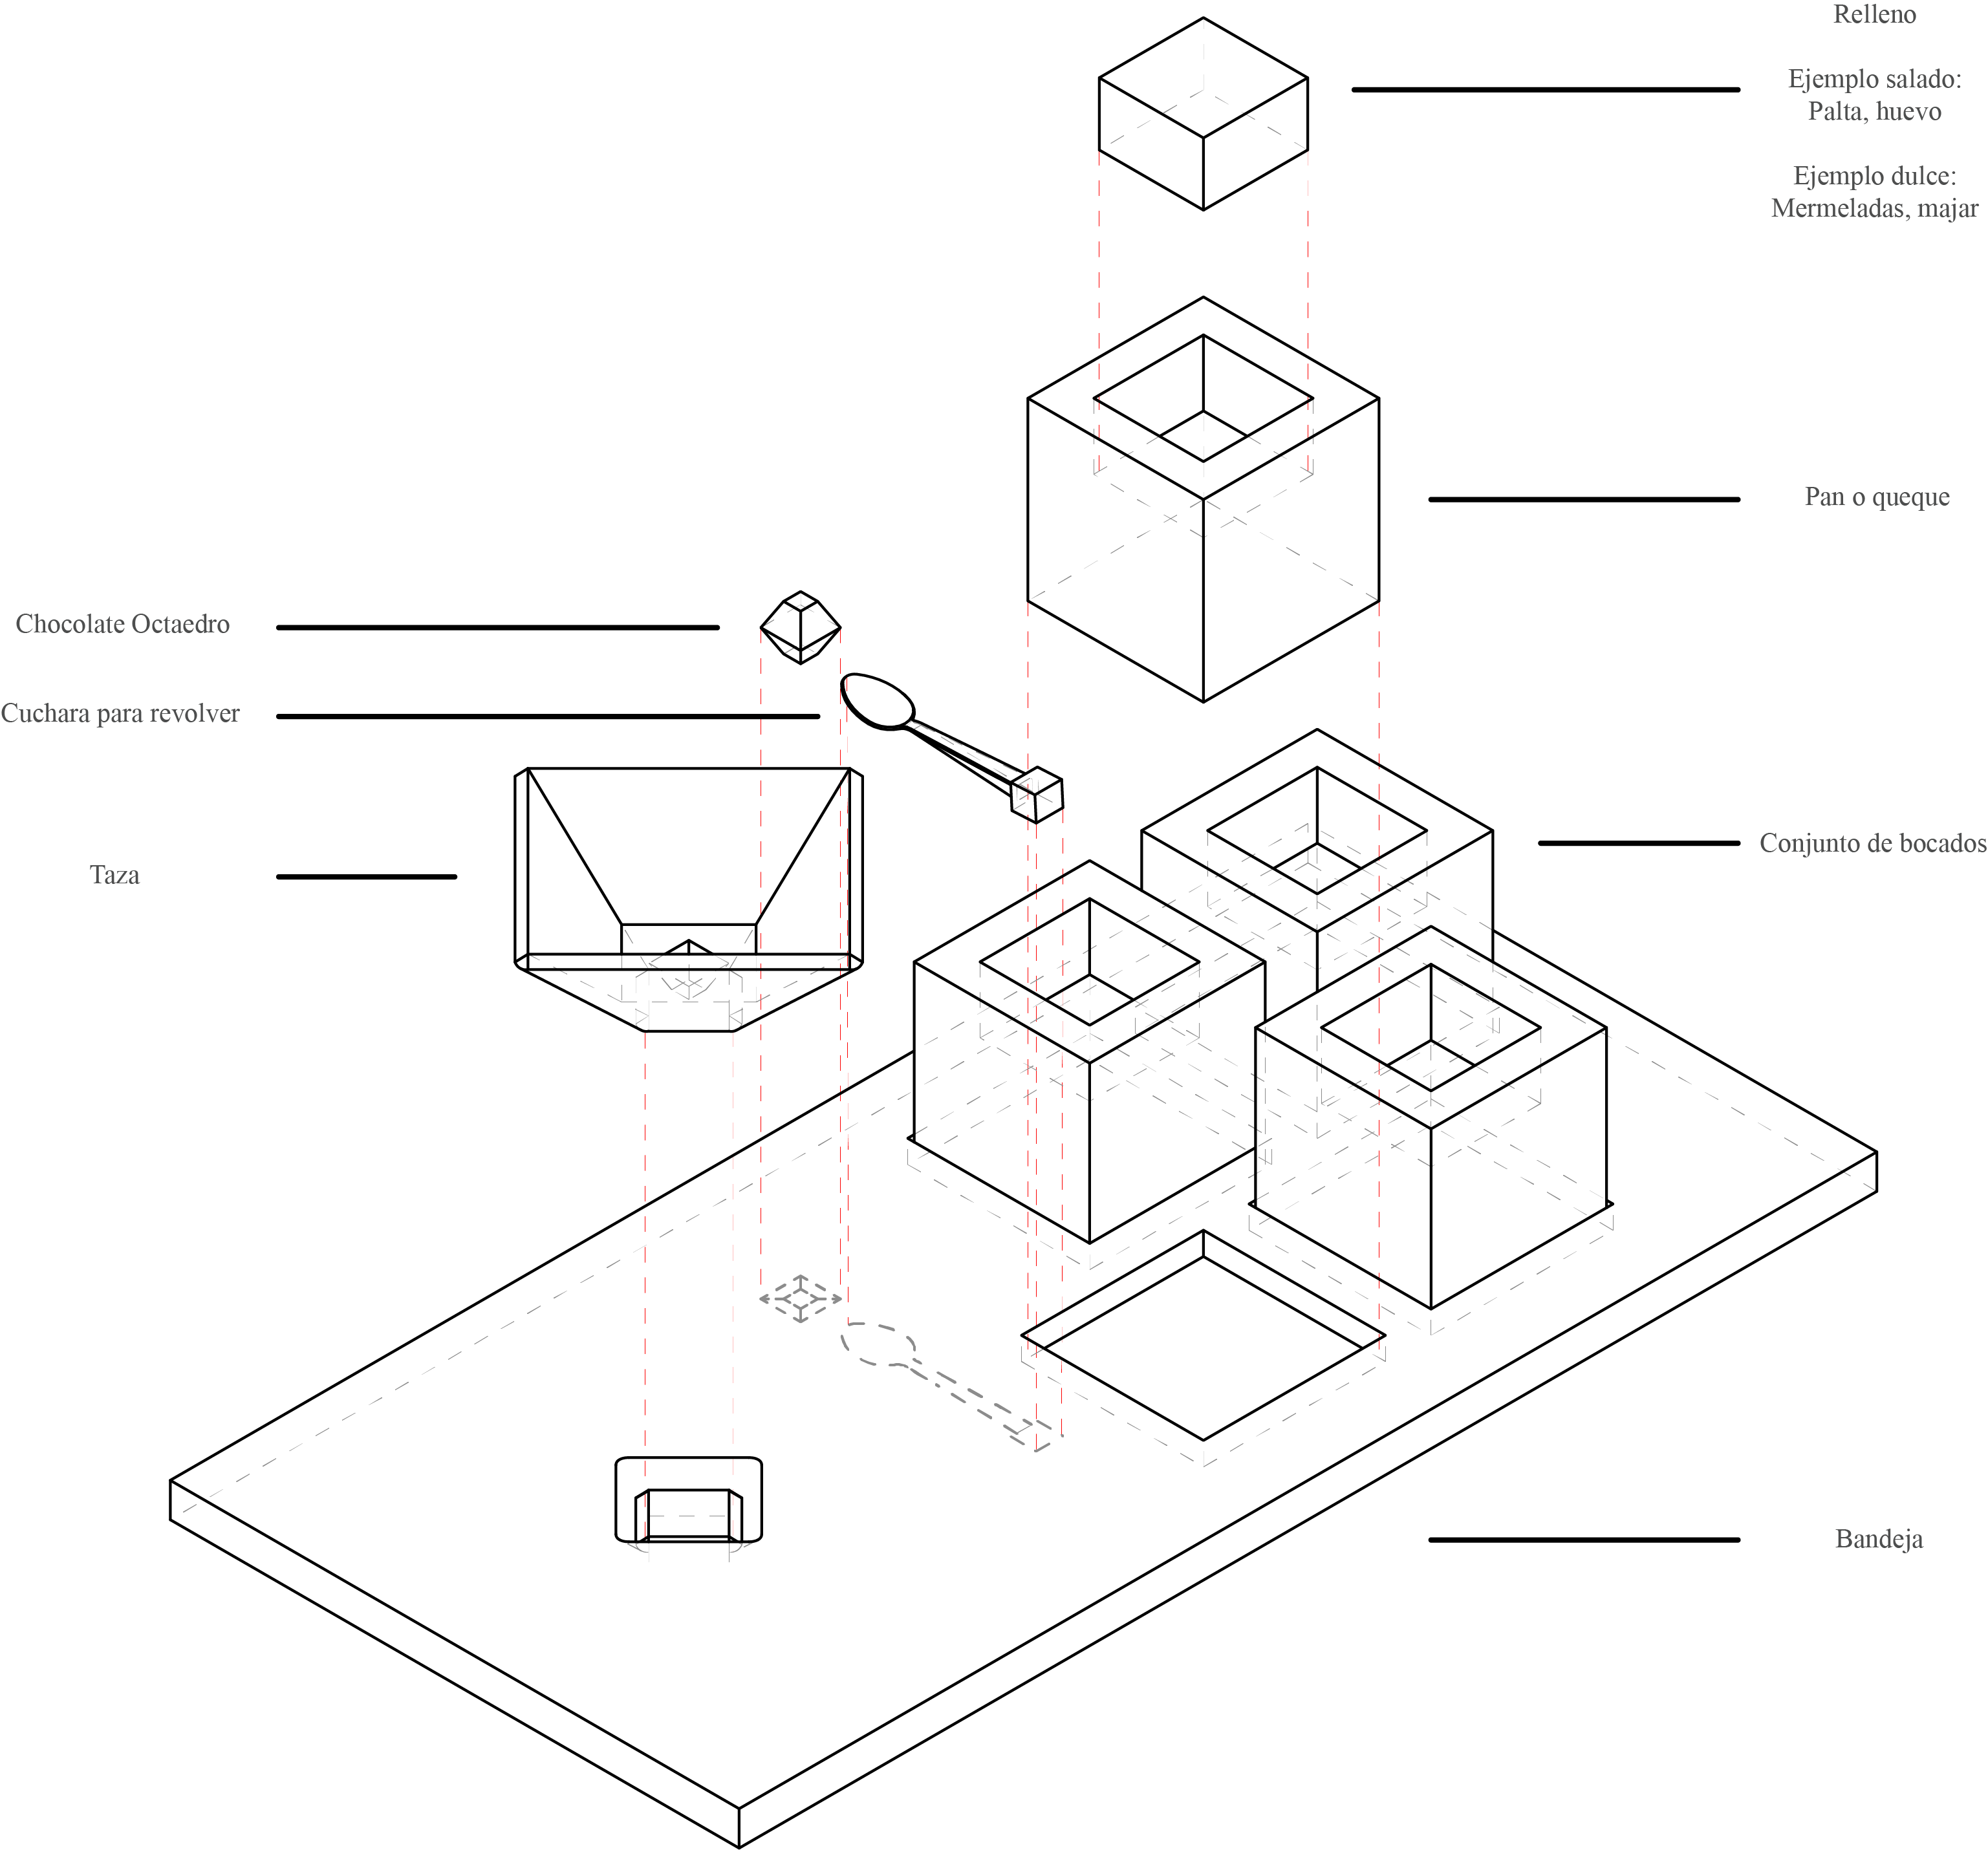 Relleno
Ejemplo salado:
Palta, huevo
Ejemplo dulce:
Mermeladas, majar
Pan o queque
Chocolate Octaedro
Cuchara para revolver
Taza
Conjunto de bocados
Bandeja